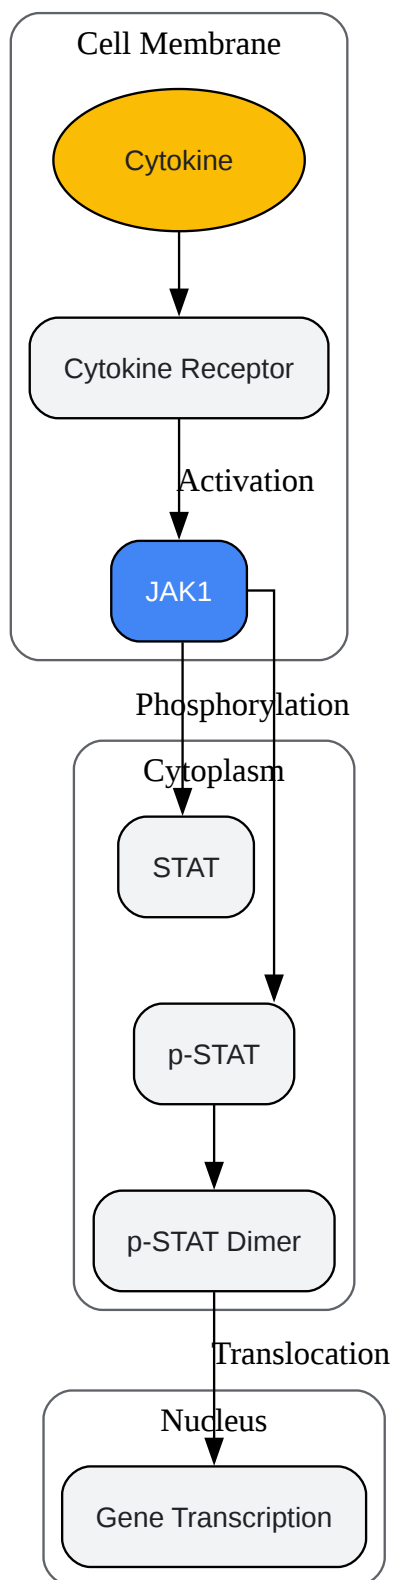 Cell Membrane
Cytokine
Cytokine Receptor
Activation
JAK1
Phosphorylation
Cytoplasm
STAT
p-STAT
p-STAT Dimer
Translocation
Nucleus
Gene Transcription